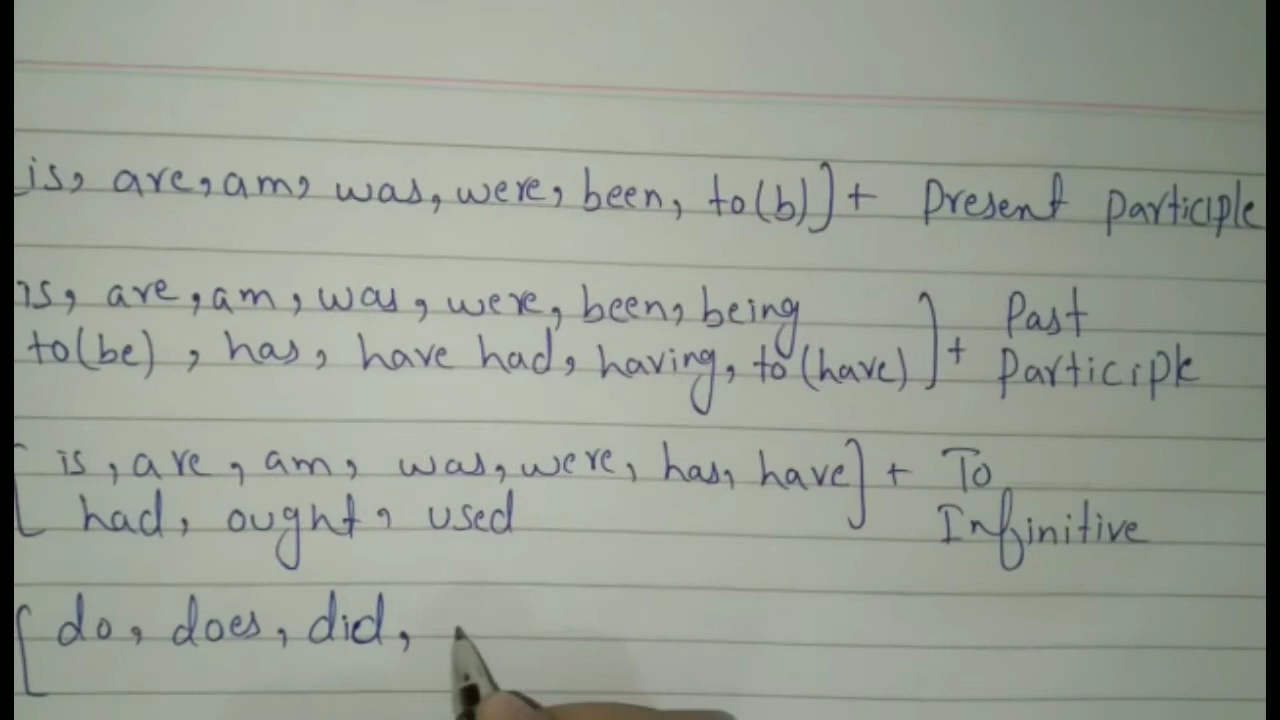 [is, are, am, was, were, been, to(b)] + Present participle
is, are, am, was, were, been, being
to(be), has, have had, having, to(have)] + Past Participle
[is, are, am, was, were, has, have] + To
had, ought, used Infinitive
[do, does, did,